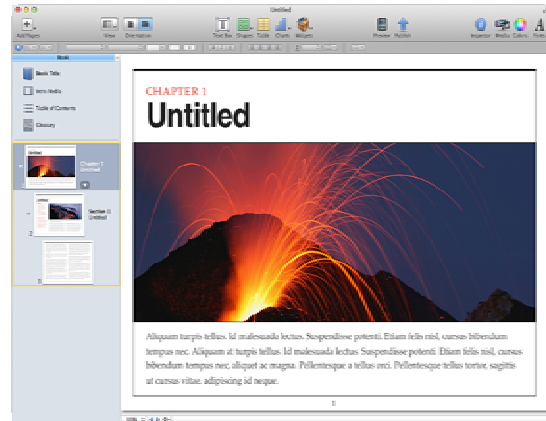 Untitled
Add Pages View Orientation Text Box Shapes Table Charts Widgets Preview Publish Inspector Media Colors Fonts
Book
Book Title
Intro Media
Table of Contents
Glossary
Chapter 1
Untitled
Section 1
Untitled
2
3
CHAPTER 1
Untitled
Aliquam turpis tellus. Id malesuada lectus. Suspendisse potenti. Etiam felis nisl, cursus bibendum
tempus nec. Aliquam at turpis tellus. Id malesuada lectus. Suspendisse potenti. Etiam felis nisl, cursus
bibendum tempus nec, aliquet ac magna. Pellentesque a tellus orci. Pellentesque tellus tortor, sagittis
ut cursus vitae, adipiscing id neque.